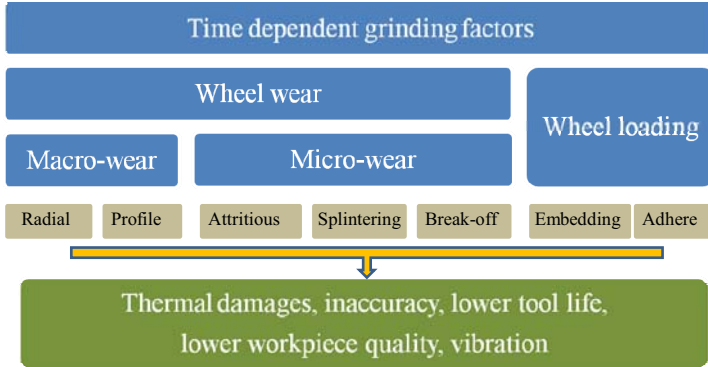 Time dependent grinding factors
Wheel wear
Wheel loading
Macro-wear
Micro-wear
Radial
Profile
Attritious
Splintering
Break-off
Embedding
Adhere
Thermal damages, inaccuracy, lower tool life,
lower workpiece quality, vibration